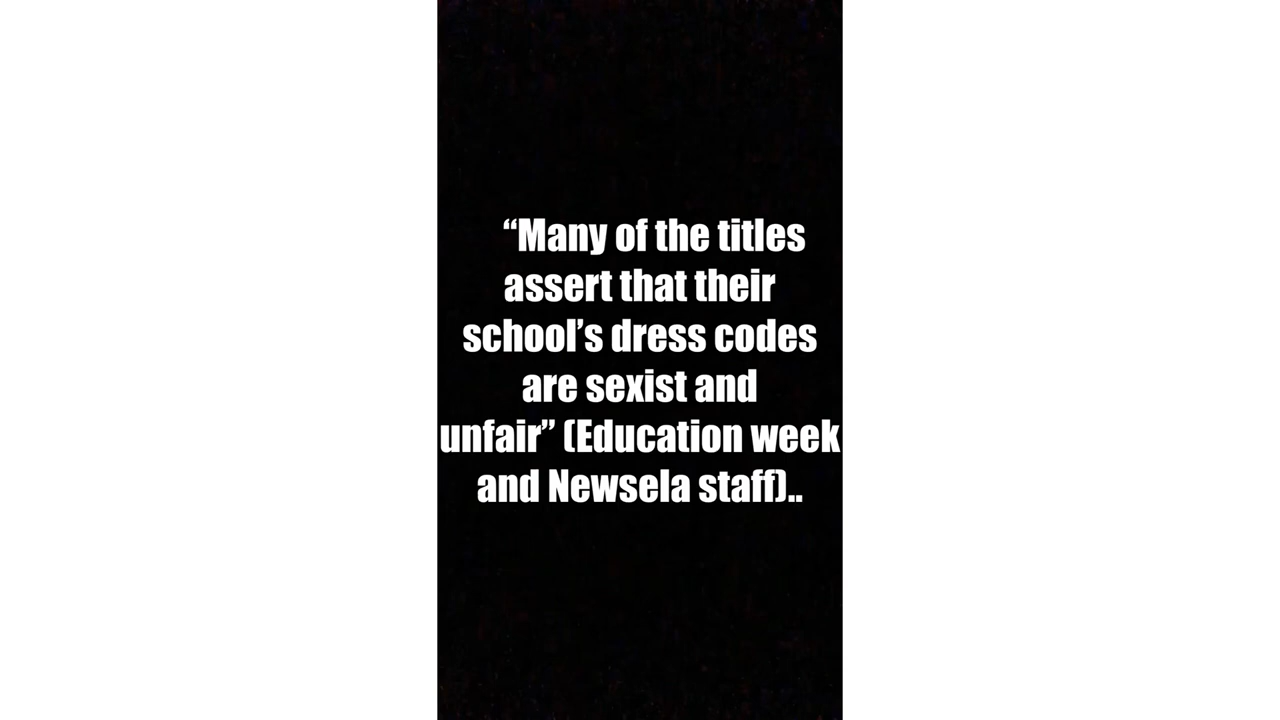 “Many of the titles
assert that their
school’s dress codes
are sexist and
unfair” (Education week
and Newsela staff)..